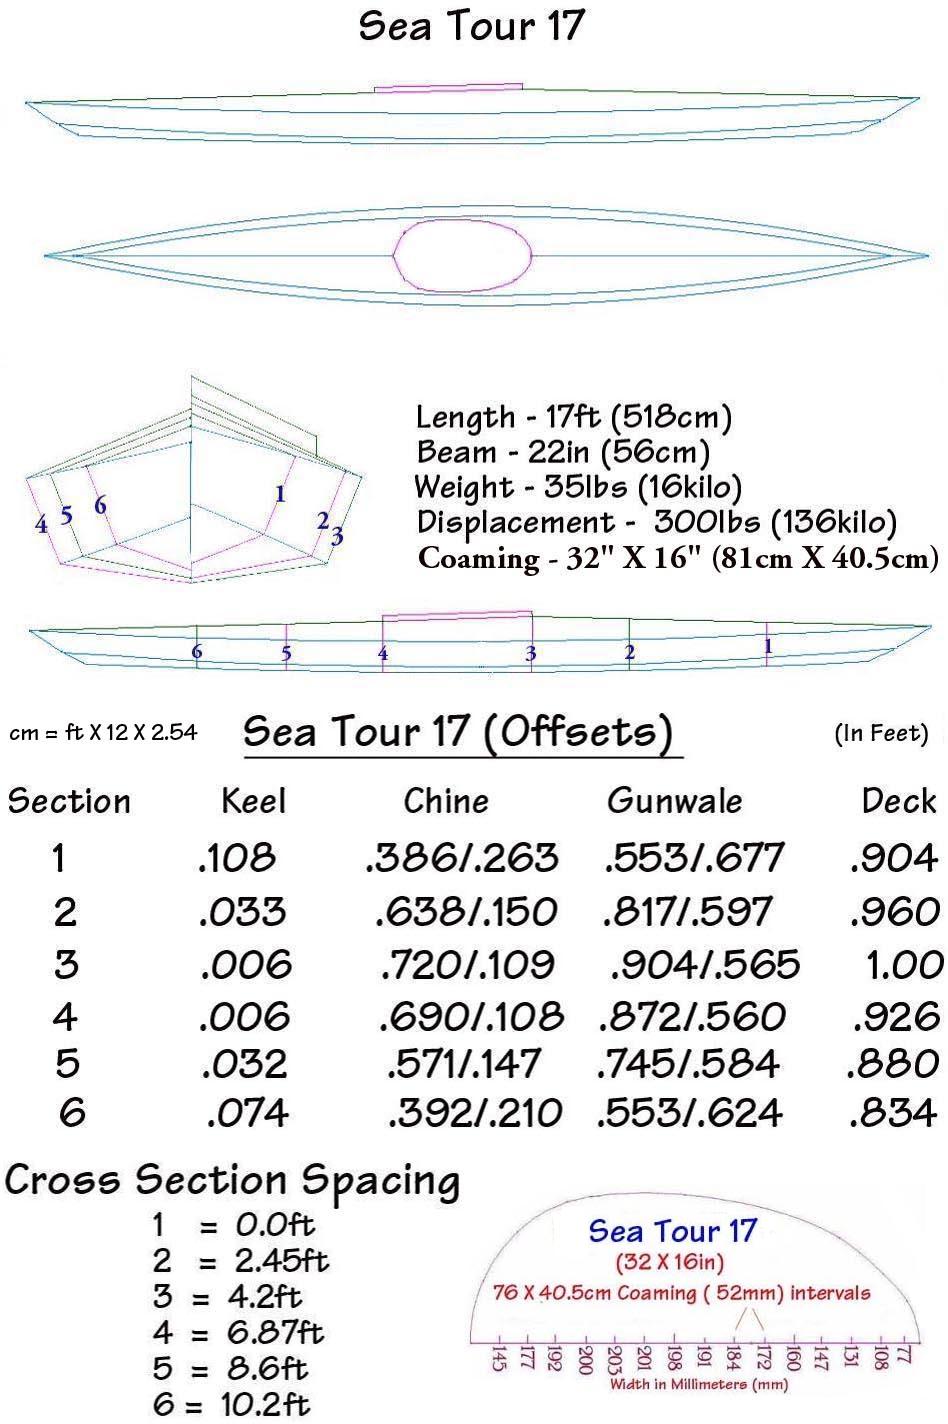 Sea Tour 17
Length - 17ft (518cm)
Beam - 22in (56cm)
Weight - 35lbs (16kilo)
Displacement - 300lbs (136kilo)
Coaming - 32" X 16" (81cm X 40.5cm)
4 5 6 1 2 3
6 5 4 3 2 1
cm = ft X 12 X 2.54 Sea Tour 17 (Offsets) (In Feet)
Section Keel Chine Gunwale Deck
1 .108 .386/.263 .553/.677 .904
2 .033 .638/.150 .817/.597 .960
3 .006 .720/.109 .904/.565 1.00
4 .006 .690/.108 .872/.560 .926
5 .032 .571/.147 .745/.584 .880
6 .074 .392/.210 .553/.624 .834
Cross Section Spacing
1 = 0.0ft
2 = 2.45ft
3 = 4.2ft
4 = 6.87ft
5 = 8.6ft
6 = 10.2ft
Sea Tour 17
(32 X 16in)
76 X 40.5cm Coaming ( 52mm) intervals
145 177 192 200 203 201 198 191 184 172 160 147 131 108 77
Width in Millimeters (mm)